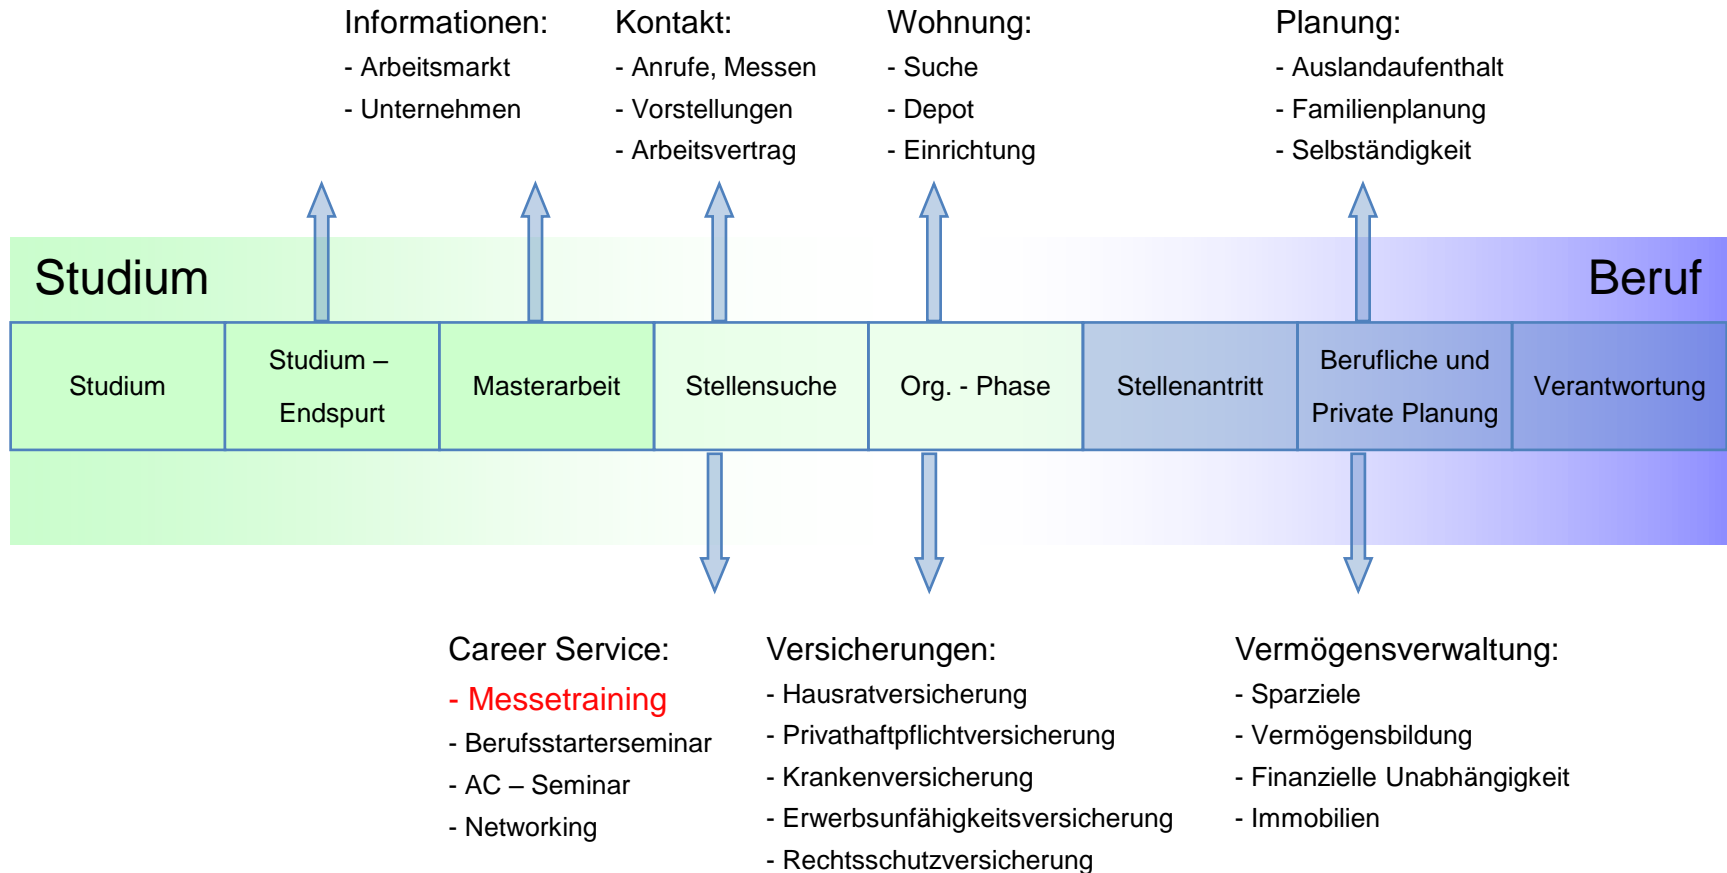 Informationen:
- Arbeitsmarkt
- Unternehmen
Kontakt:
- Anrufe, Messen
- Vorstellungen
- Arbeitsvertrag
Wohnung:
- Suche
- Depot
- Einrichtung
Planung:
- Auslandaufenthalt
- Familienplanung
- Selbständigkeit
Studium
Beruf
Studium
Studium –
Endspurt
Masterarbeit
Stellensuche
Org. - Phase
Stellenantritt
Berufliche und
Private Planung
Verantwortung
Career Service:
- Messetraining
- Berufsstarterseminar
- AC – Seminar
- Networking
Versicherungen:
- Hausratversicherung
- Privathaftpflichtversicherung
- Krankenversicherung
- Erwerbsunfähigkeitsversicherung
- Rechtsschutzversicherung
Vermögensverwaltung:
- Sparziele
- Vermögensbildung
- Finanzielle Unabhängigkeit
- Immobilien